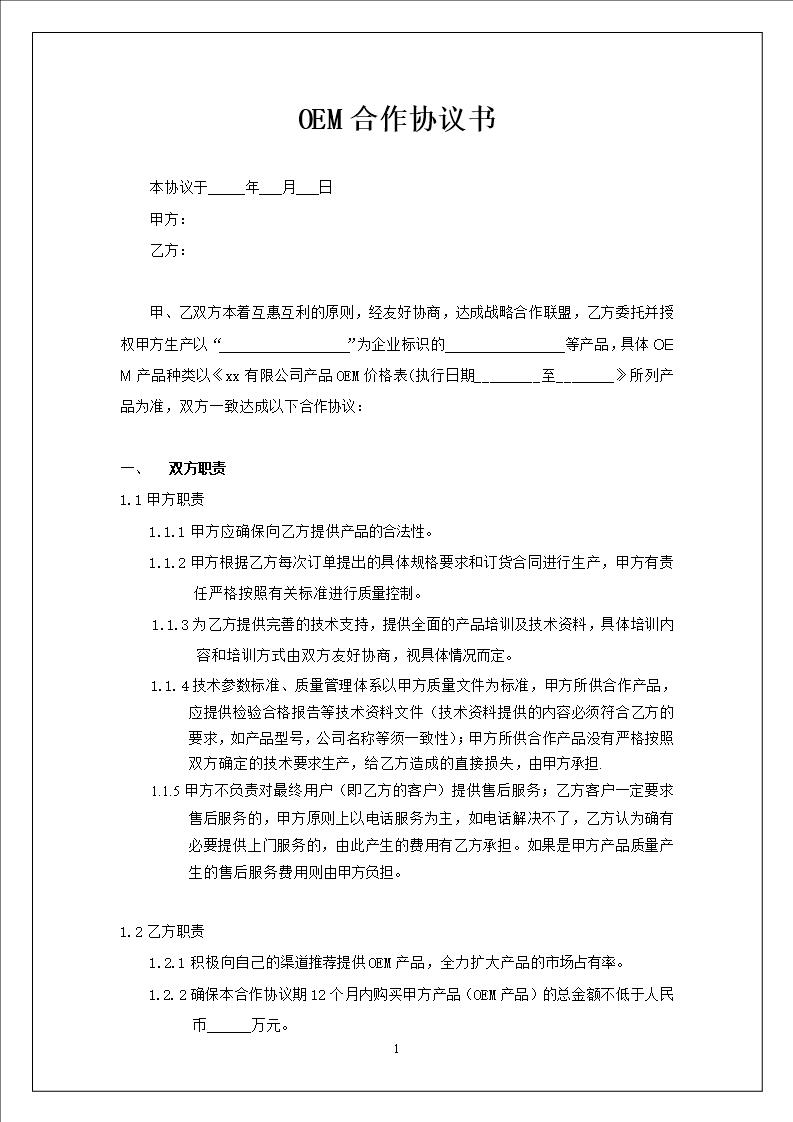 OEM合作协议书
本协议于_____年___月___日
甲方：
乙方：
甲、乙双方本着互惠互利的原则，经友好协商，达成战略合作联盟，乙方委托并授
权甲方生产以“__________________”为企业标识的________________等产品，具体 OE
M 产品种类以《xx 有限公司产品 OEM 价格表(执行日期_________至________》所列产
品为准，双方一致达成以下合作协议：
一、 双方职责
1.1 甲方职责
1.1.1 甲方应确保向乙方提供产品的合法性。
1.1.2 甲方根据乙方每次订单提出的具体规格要求和订货合同进行生产，甲方有责
任严格按照有关标准进行质量控制。
1.1.3 为乙方提供完善的技术支持，提供全面的产品培训及技术资料，具体培训内
容和培训方式由双方友好协商，视具体情况而定。
1.1. 4 技术参数标准、质量管理体系以甲方质量文件为标准，甲方所供合作产品，
应提供检验合格报告等技术资料文件（技术资料提供的内容必须符合乙方的
要求，如产品型号，公司名称等须一致性）；甲方所供合作产品没有严格按照
双方确定的技术要求生产，给乙方造成的直接损失，由甲方承担.
1.1.5 甲方不负责对最终用户（即乙方的客户）提供售后服务；乙方客户一定要求
售后服务的，甲方原则上以电话服务为主，如电话解决不了，乙方认为确有
必要提供上门服务的，由此产生的费用有乙方承担。如果是甲方产品质量产
生的售后服务费用则由甲方负担。
1.2 乙方职责
1.2.1 积极向自己的渠道推荐提供 OEM 产品，全力扩大产品的市场占有率。
1.2.2 确保本合作协议期 12 个月内购买甲方产品（OEM 产品）的总金额不低于人民
币______万元。
1